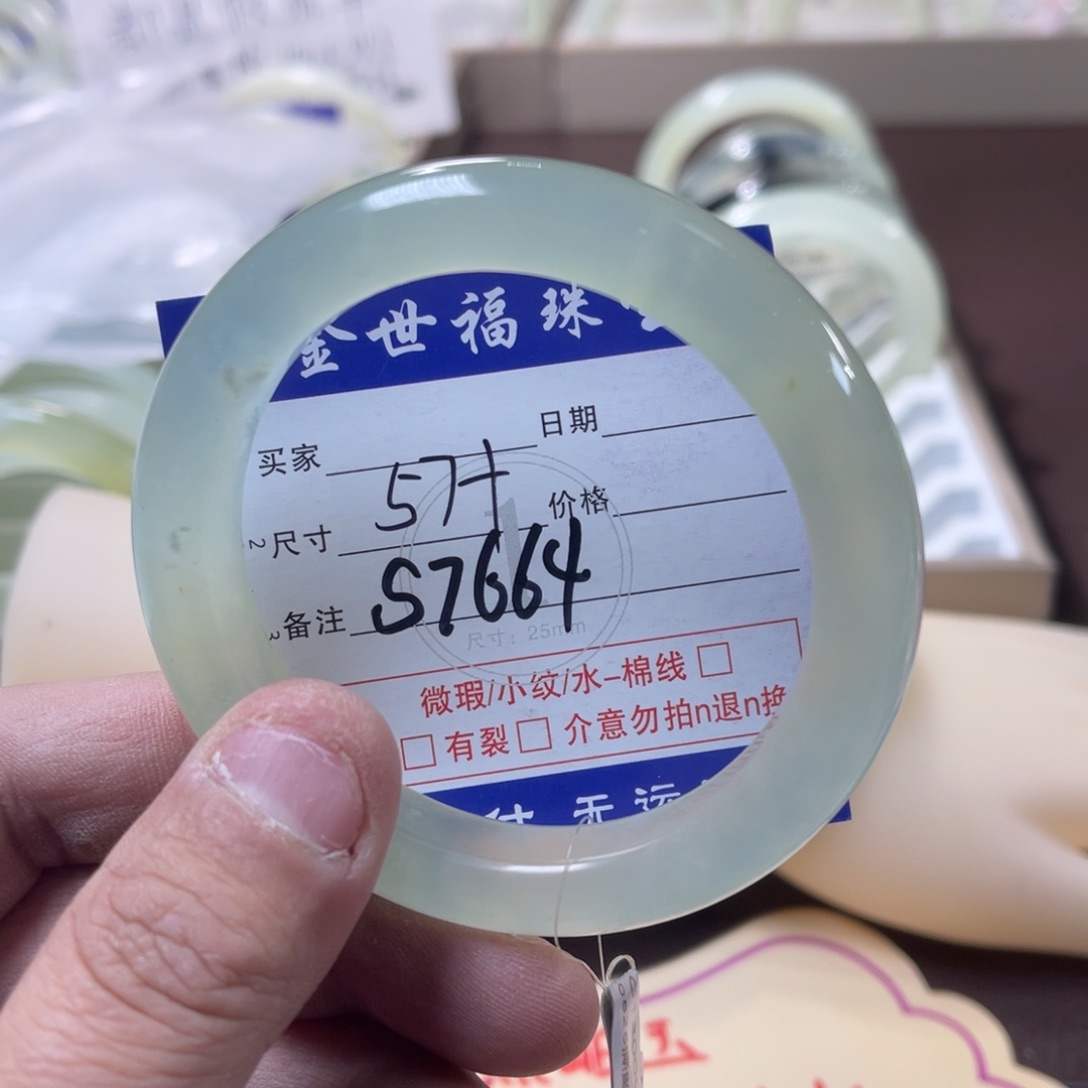 金世福珠
买家 日期
57+
尺寸 价格
S7664
备注
尺寸：25mm
微瑕/小纹/水-棉线□
□有裂□介意勿拍n退n换